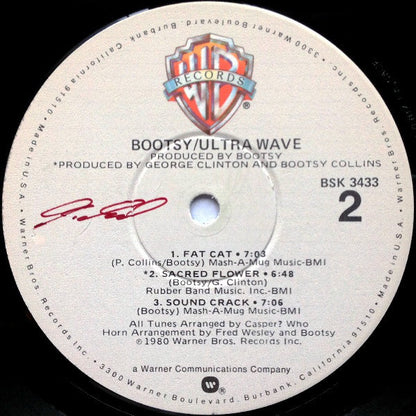 Warner Bros. Records Inc., 3300 Warner Boulevard, Burbank, California 91510 • Made in U.S.A. •
WB
RECORDS
®
BOOTSY/ULTRA WAVE
PRODUCED BY BOOTSY
*PRODUCED BY GEORGE CLINTON AND BOOTSY COLLINS
BSK 3433
2
1. FAT CAT • 7:03
(P. Collins/Bootsy) Mash-A-Mug Music-BMI
*2. SACRED FLOWER • 6:48
(Bootsy/G. Clinton)
Rubber Band Music. Inc.-BMI
3. SOUND CRACK • 7:06
(Bootsy) Mash-A-Mug Music-BMI
All Tunes Arranged by Casper? Who
Horn Arrangement by Fred Wesley and Bootsy
©1980 Warner Bros. Records Inc.
a Warner Communications Company